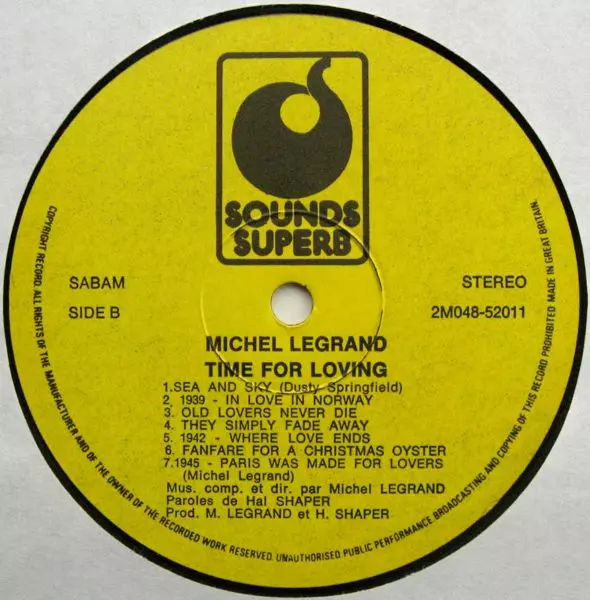 SOUNDS
SUPERB
SABAM
STEREO
SIDE B
2M048-52011
MICHEL LEGRAND
TIME FOR LOVING
1.SEA AND SKY (Dusty Springfield)
2. 1939 - IN LOVE IN NORWAY
3. OLD LOVERS NEVER DIE
4. THEY SIMPLY FADE AWAY
5. 1942 - WHERE LOVE ENDS
6. FANFARE FOR A CHRISTMAS OYSTER
7.1945 - PARIS WAS MADE FOR LOVERS
(Michel Legrand)
Mus. comp. et dir. par Michel LEGRAND
Paroles de Hal SHAPER
Prod. M. LEGRAND et H. SHAPER
COPYRIGHT RECORD. ALL RIGHTS OF THE MANUFACTURER AND OF THE OWNER OF THE RECORDED WORK RESERVED. UNAUTHORISED PUBLIC PERFORMANCE BROADCASTING AND COPYING OF THIS RECORD PROHIBITED MADE IN GREAT BRITAIN.